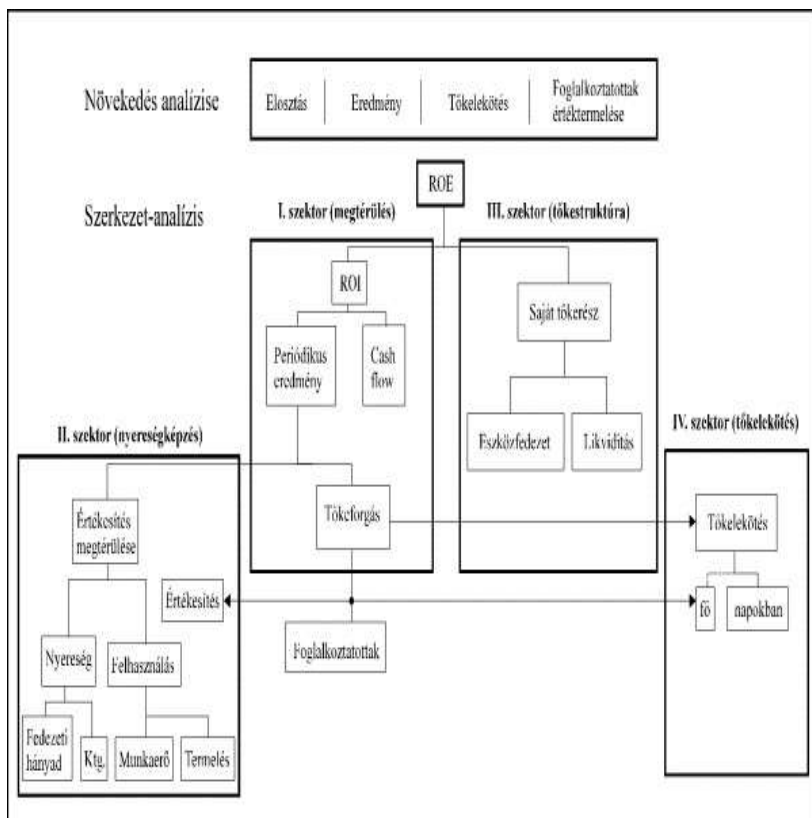 Növekedés analízise
Elosztás
Eredmény
Tőkelekötés
Foglalkoztatottak
értéktermelése
ROE
Szerkezet-analízis
I. szektor (megtérülés)
III. szektor (tőkestruktúra)
ROI
Periódikus
eredmény
Cash
flow
Saját tőkerész
Eszközfedezet
Likvidítás
II. szektor (nyereségképzés)
IV. szektor (tőkelekötés)
Értékesítés
megtérülése
Tőkeforgás
Tőkelekötés
Értékesítés
fő
napokban
Nyereség
Felhasználás
Foglalkoztatottak
Fedezeti
hányad
Ktg.
Munkaerő
Termelés